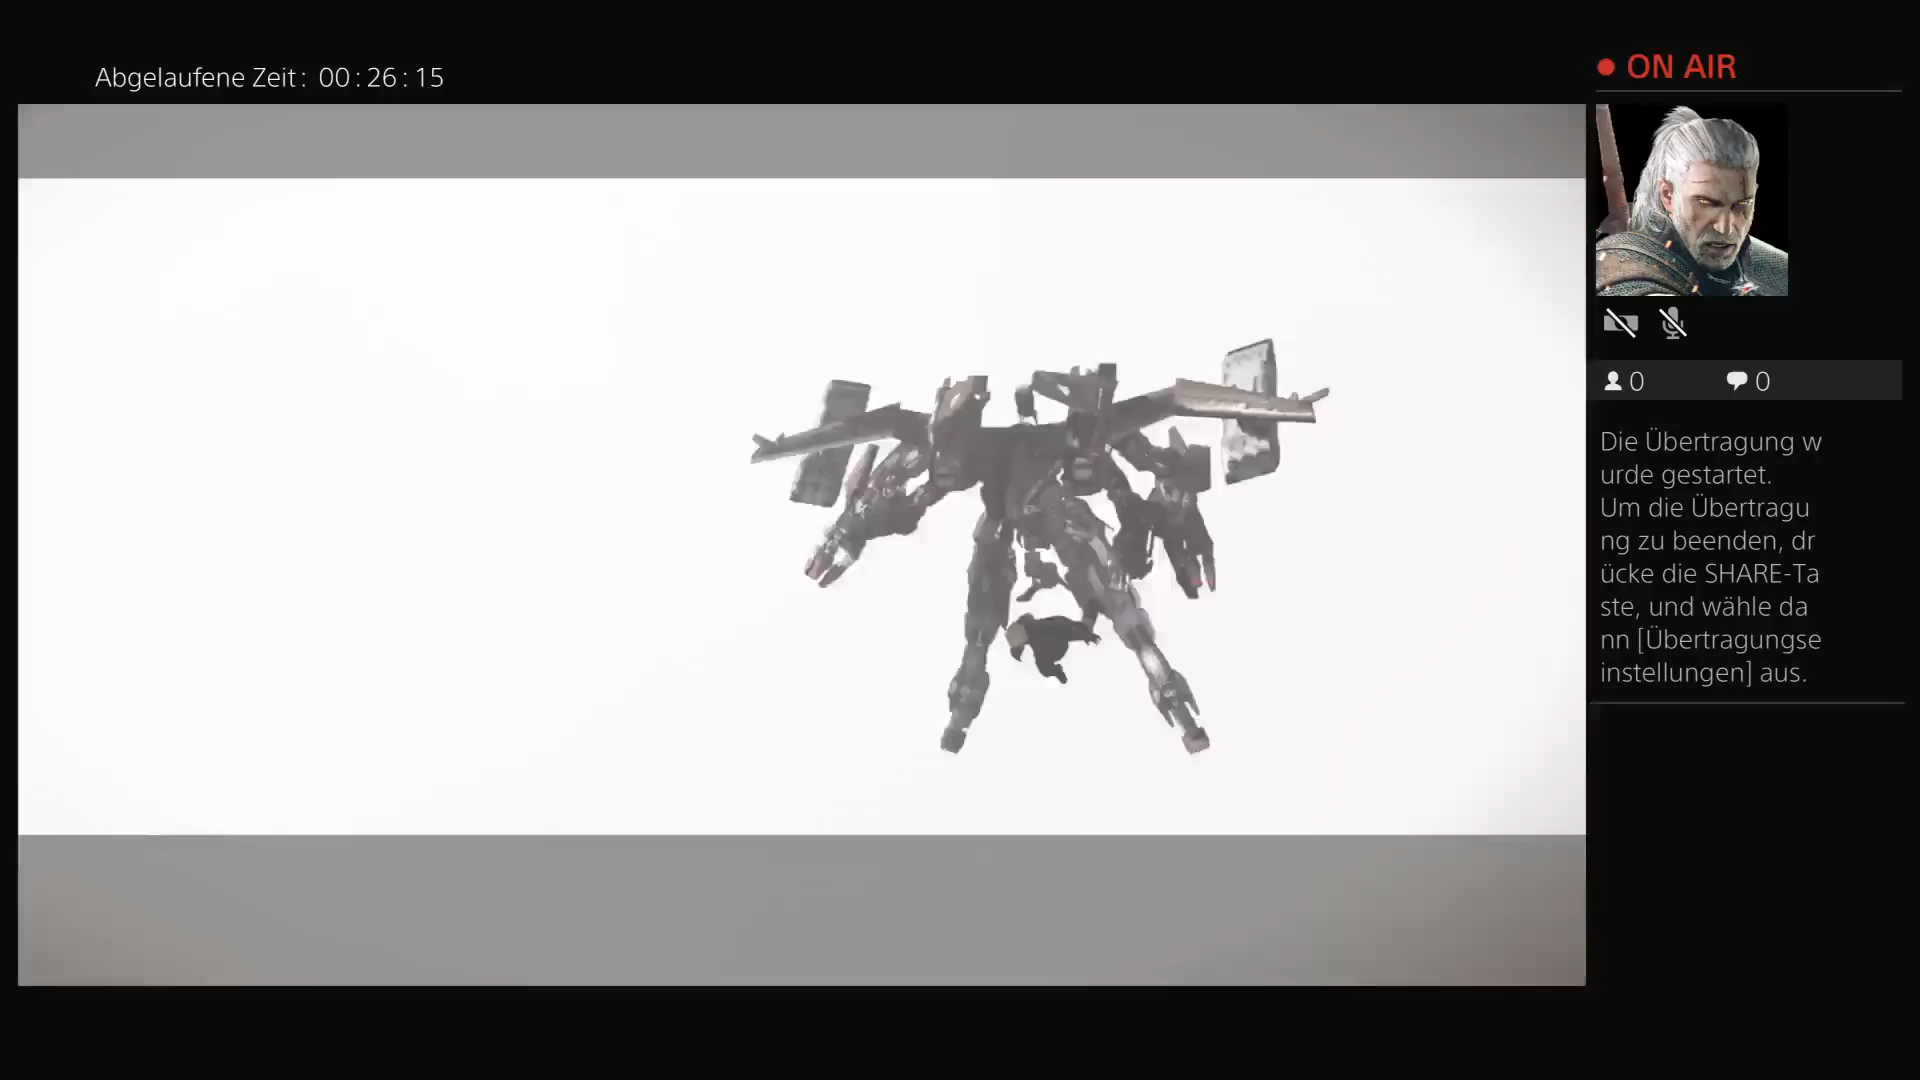 Abgelaufene Zeit: 00:26:15
ON AIR
0 0
Die Übertragung w
urde gestartet.
Um die Übertragu
ng zu beenden, dr
ücke die SHARE-Ta
ste, und wähle da
nn [Übertragungse
instellungen] aus.